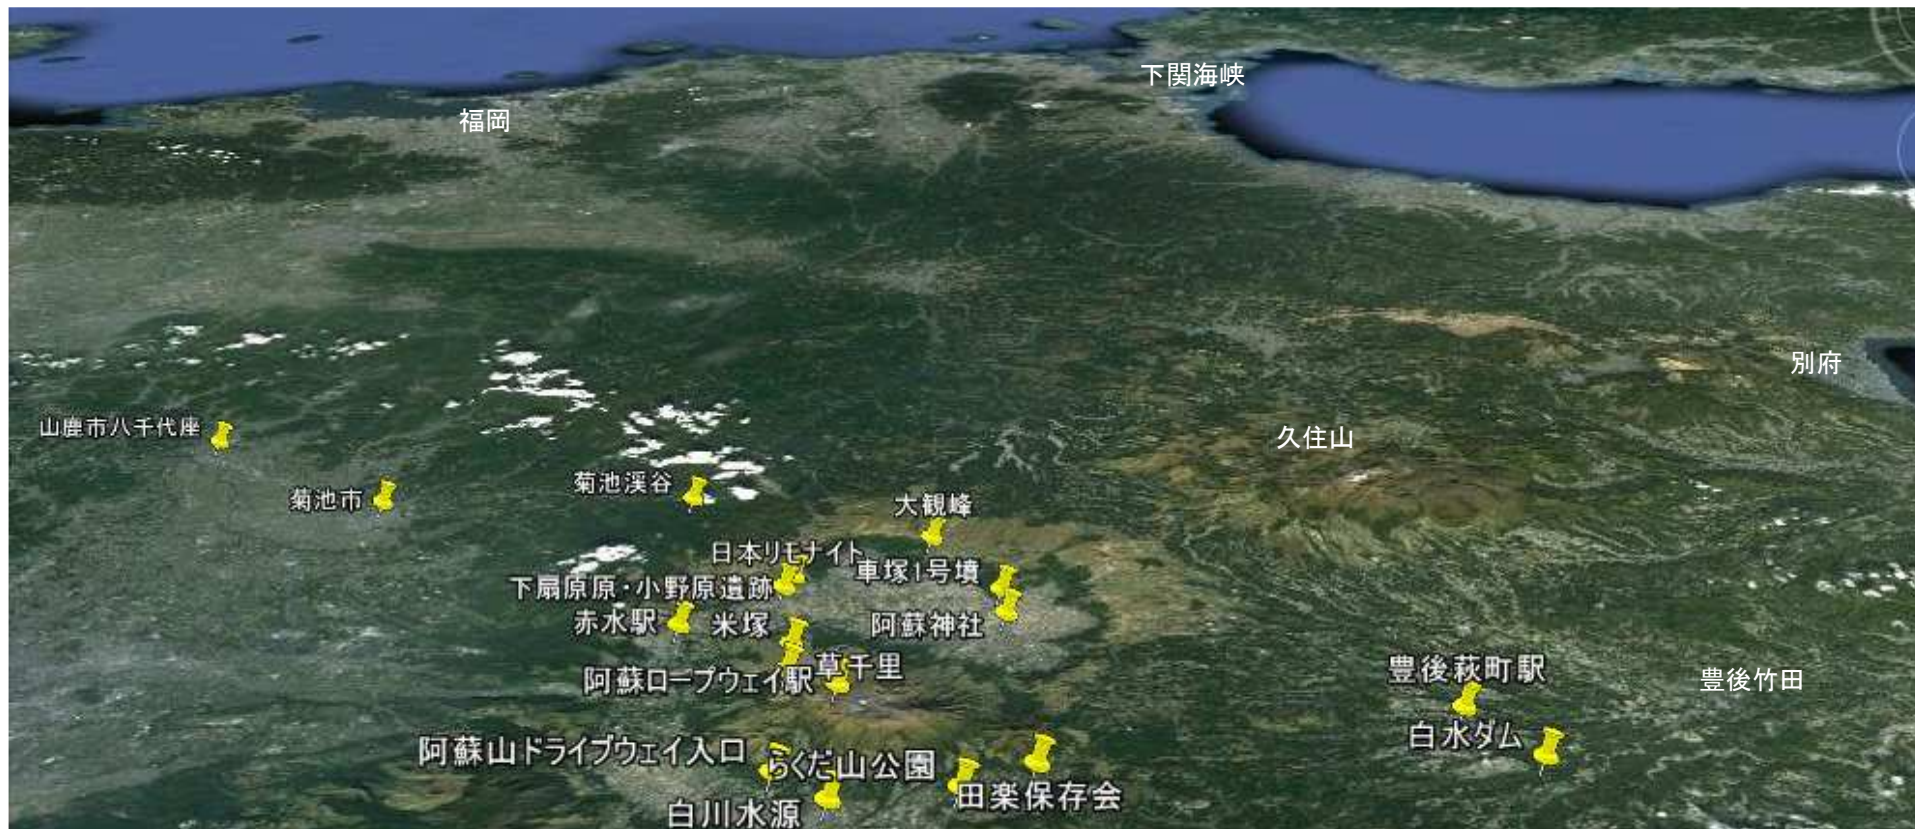 下関海峡
福岡
別府
山鹿市八千代座
久住山
菊池市
菊池渓谷
大観峰
日本リモナイト
車塚1号墳
下扇原原・小野原遺跡
赤水駅
米塚
阿蘇神社
草千里
阿蘇ロープウェイ駅
豊後萩町駅
豊後竹田
白水ダム
阿蘇山ドライブウェイ入口
らくだ山公園
田楽保存会
白川水源